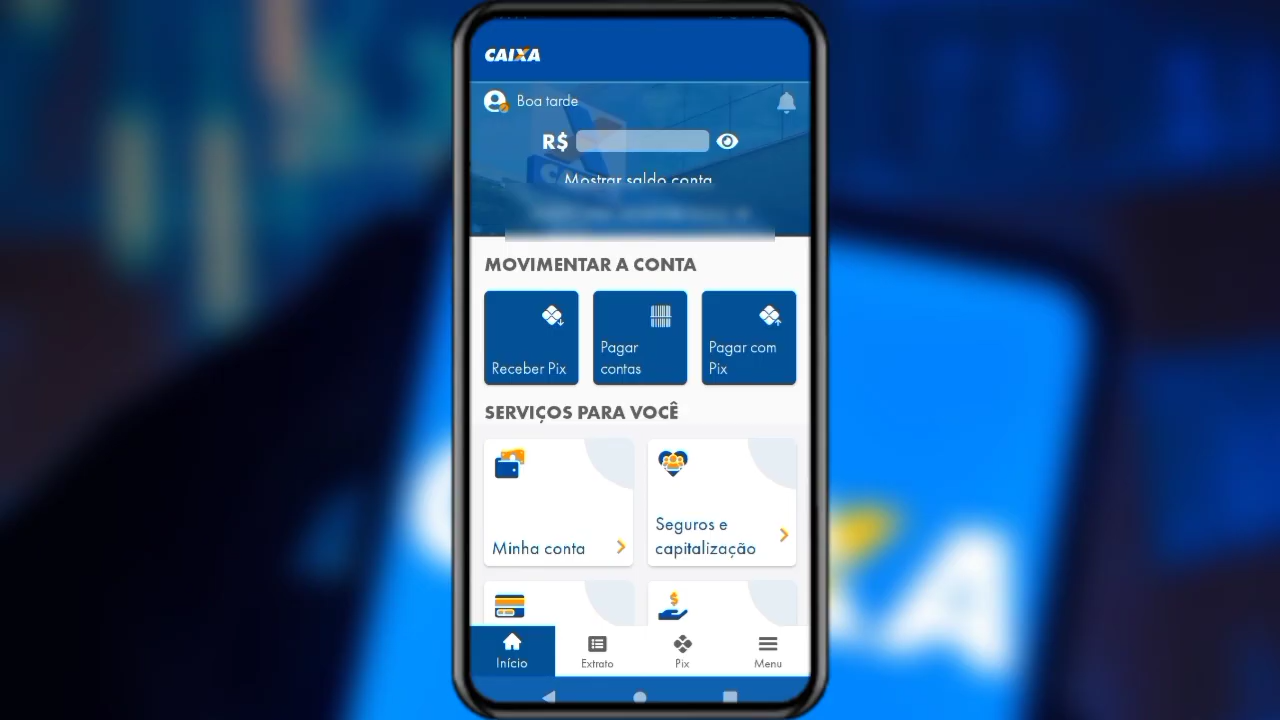 CAIXA
Boa tarde
R$
Mostrar saldo conta
MOVIMENTAR A CONTA
Receber Pix
Pagar
contas
Pagar com
Pix
SERVIÇOS PARA VOCÊ
Minha conta
Seguros e
capitalização
Início
Extrato
Pix
Menu